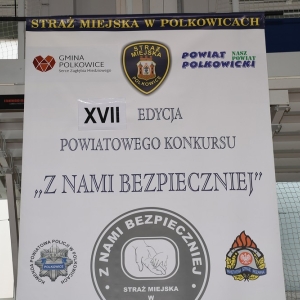 STRAŻ MIEJSKA W POLKOWICACH
GMINA
POLKOWICE
STRAŻ
MIEJSKA
POWIAT
POLKOWICKI
NASZ
POWIAT
XVII EDYCJA
POWIATOWEGO KONKURSU
„Z NAMI BEZPIECZNIEJ”
Z NAMI BEZPIECZNIEJ
STRAŻ MIEJSKA
W